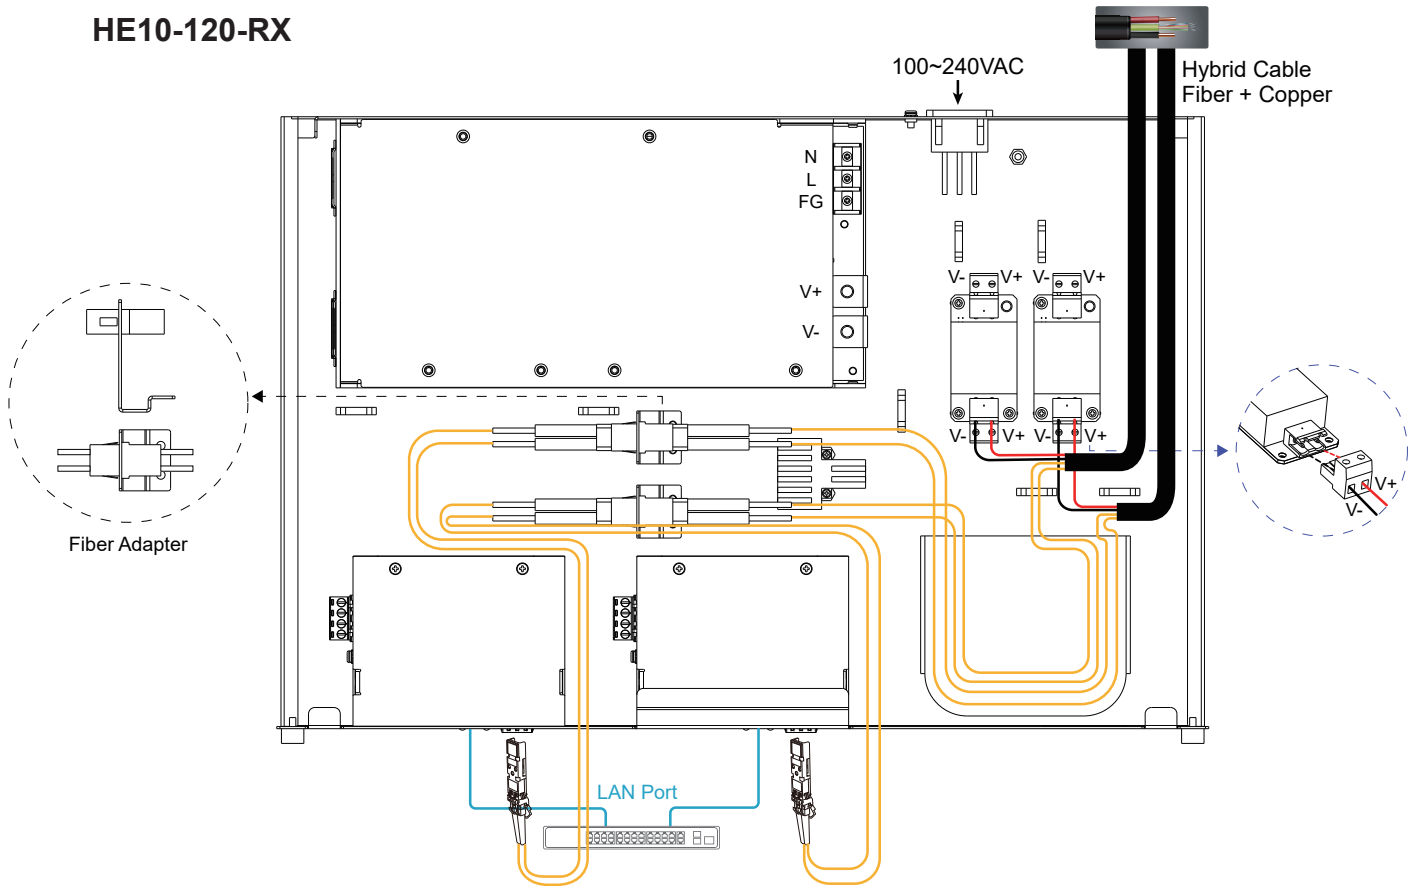 HE10-120-RX
100~240VAC
Hybrid Cable
Fiber + Copper
N
L
FG
V+
V-
V- V+ V- V+
V- V+ V- V+
V+
V-
Fiber Adapter
LAN Port